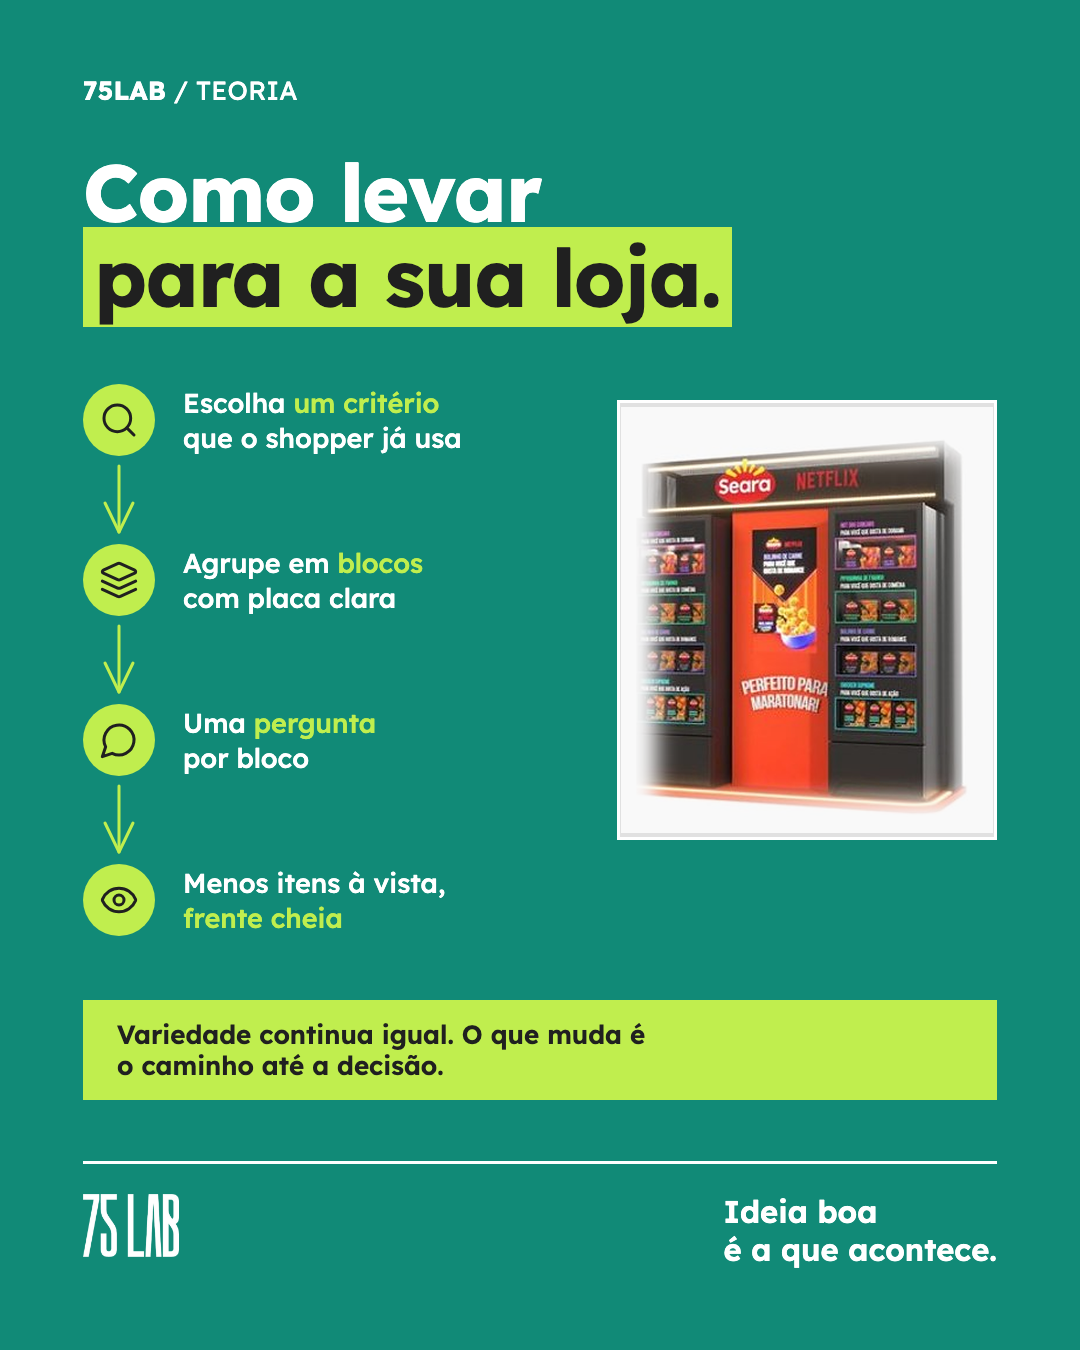 75LAB / TEORIA
Como levar
para a sua loja.
Escolha um critério
que o shopper já usa
Agrupe em blocos
com placa clara
Uma pergunta
por bloco
Menos itens à vista,
frente cheia
Seara
NETFLIX
PERFEITO PARA
MARATONAR!
Variedade continua igual. O que muda é
o caminho até a decisão.
75 LAB
Ideia boa
é a que acontece.